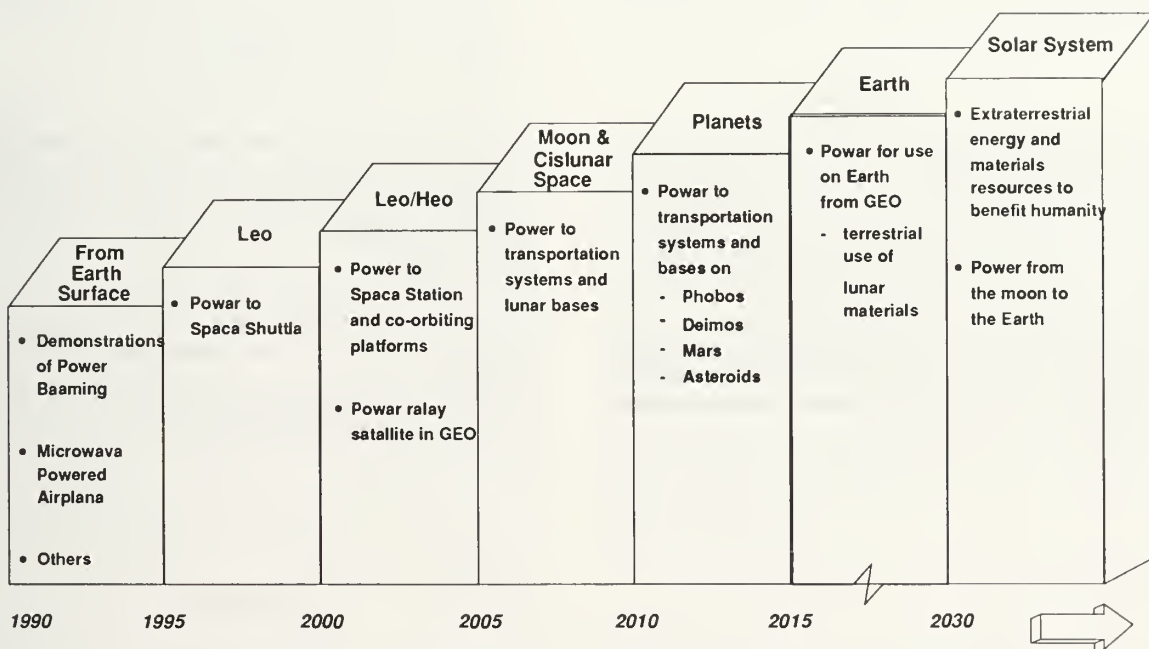 From
Earth
Surface
• Demonstrations
of Power
Baaming
• Microwava
Powered
Airplana
• Others
Leo
• Powar to
Spaca Shuttla
Leo/Heo
• Power to
Spaca Station
and co-orbiting
platforms
• Powar ralay
satallite in GEO
Moon &
Cislunar
Space
• Power to
transportation
systems and
lunar bases
Planets
• Powar to
transportation
systems and
bases on
- Phobos
- Deimos
- Mars
- Asteroids
Earth
• Powar for use
on Earth
from GEO
- terrestrial
use of
lunar
materials
Solar System
• Extraterrestrial
energy and
materials
resources to
benefit humanity
• Power from
the moon to
the Earth
1990 1995 2000 2005 2010 2015 2030